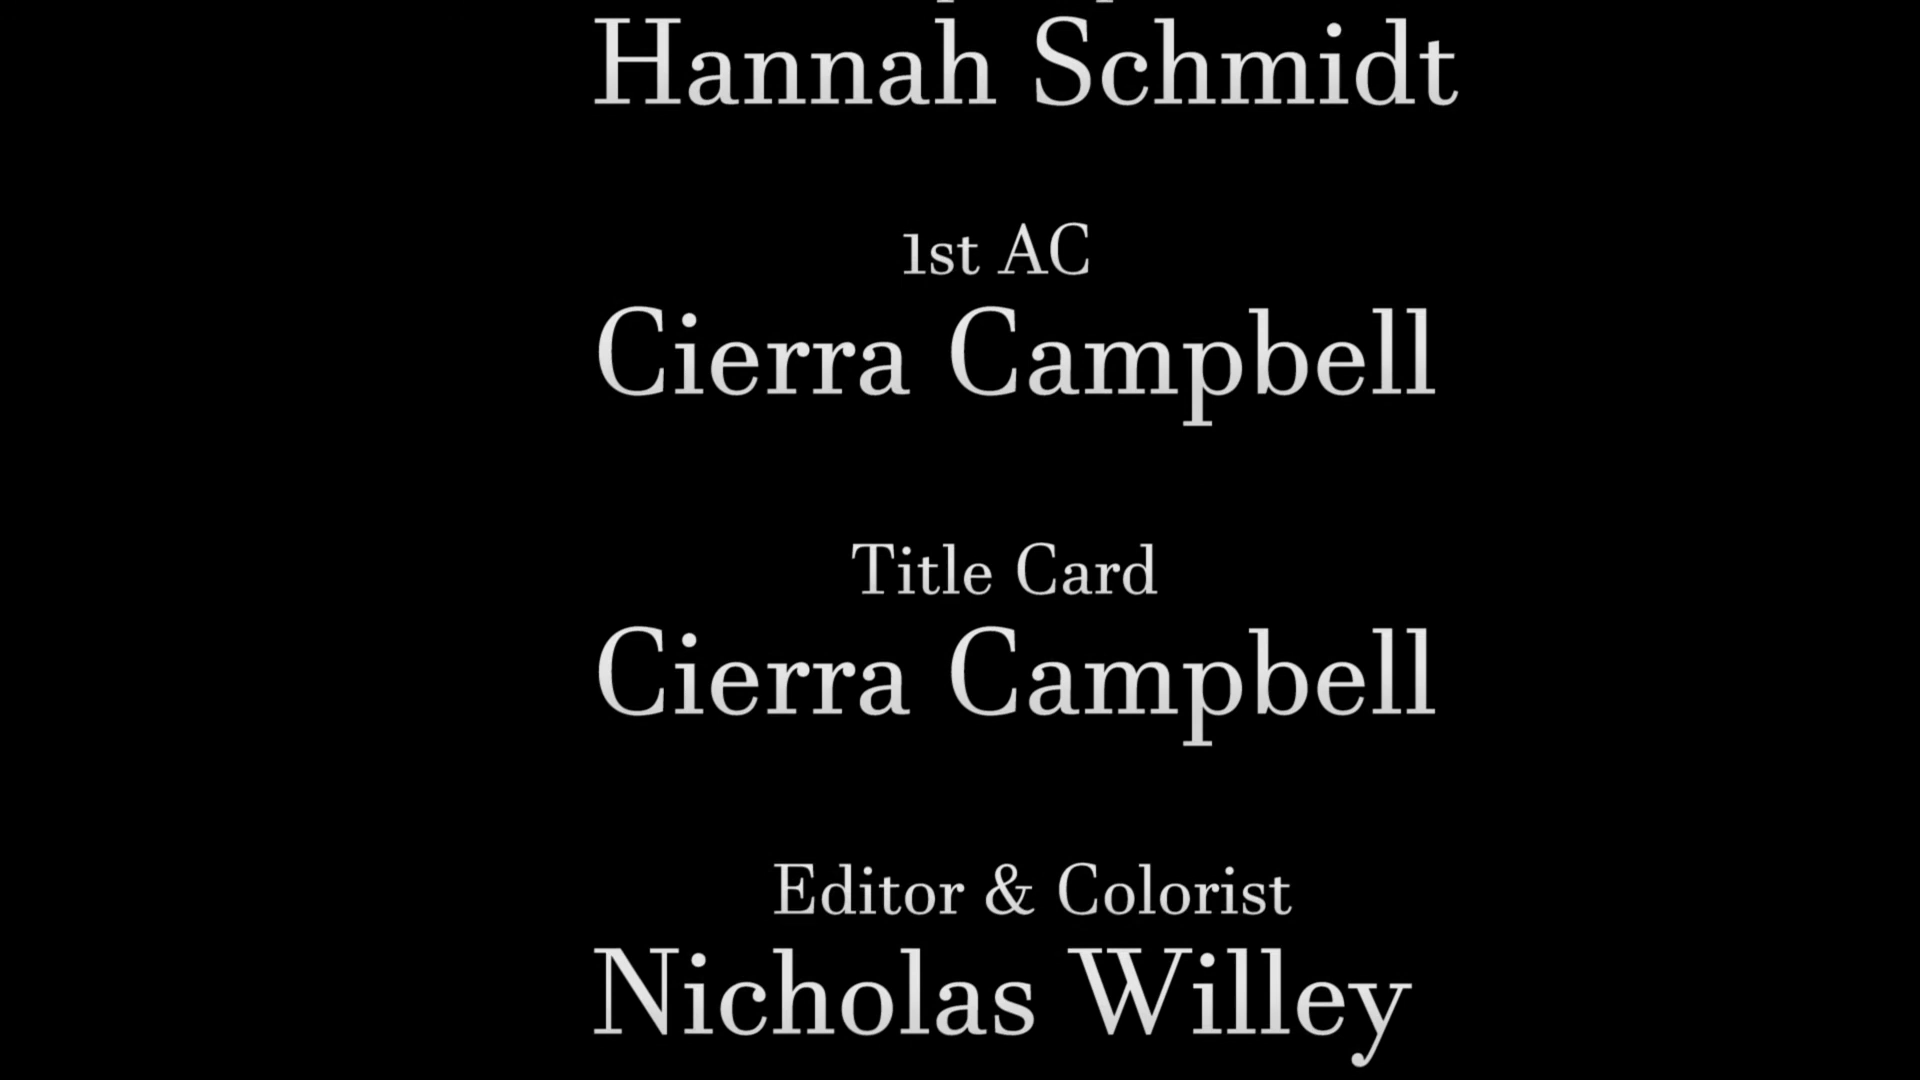 Hannah Schmidt
1st AC
Cierra Campbell
Title Card
Cierra Campbell
Editor & Colorist
Nicholas Willey